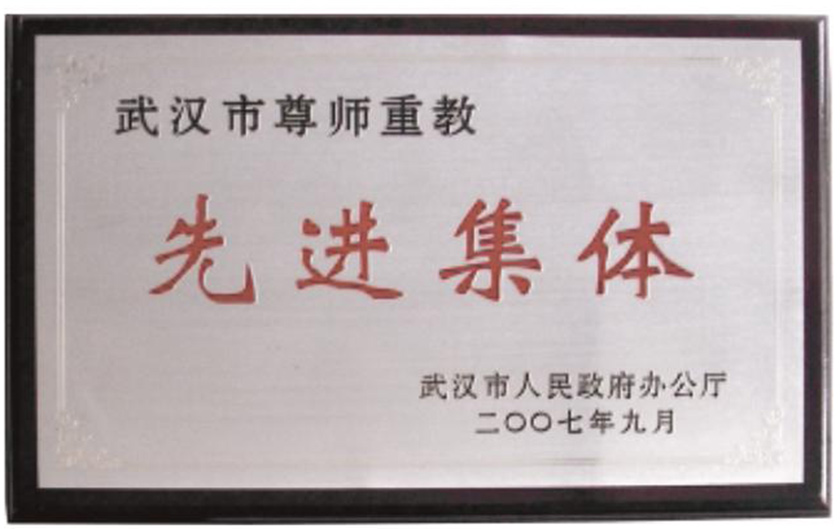 武汉市尊师重教
先进集体
武汉市人民政府办公厅
二〇〇七年九月